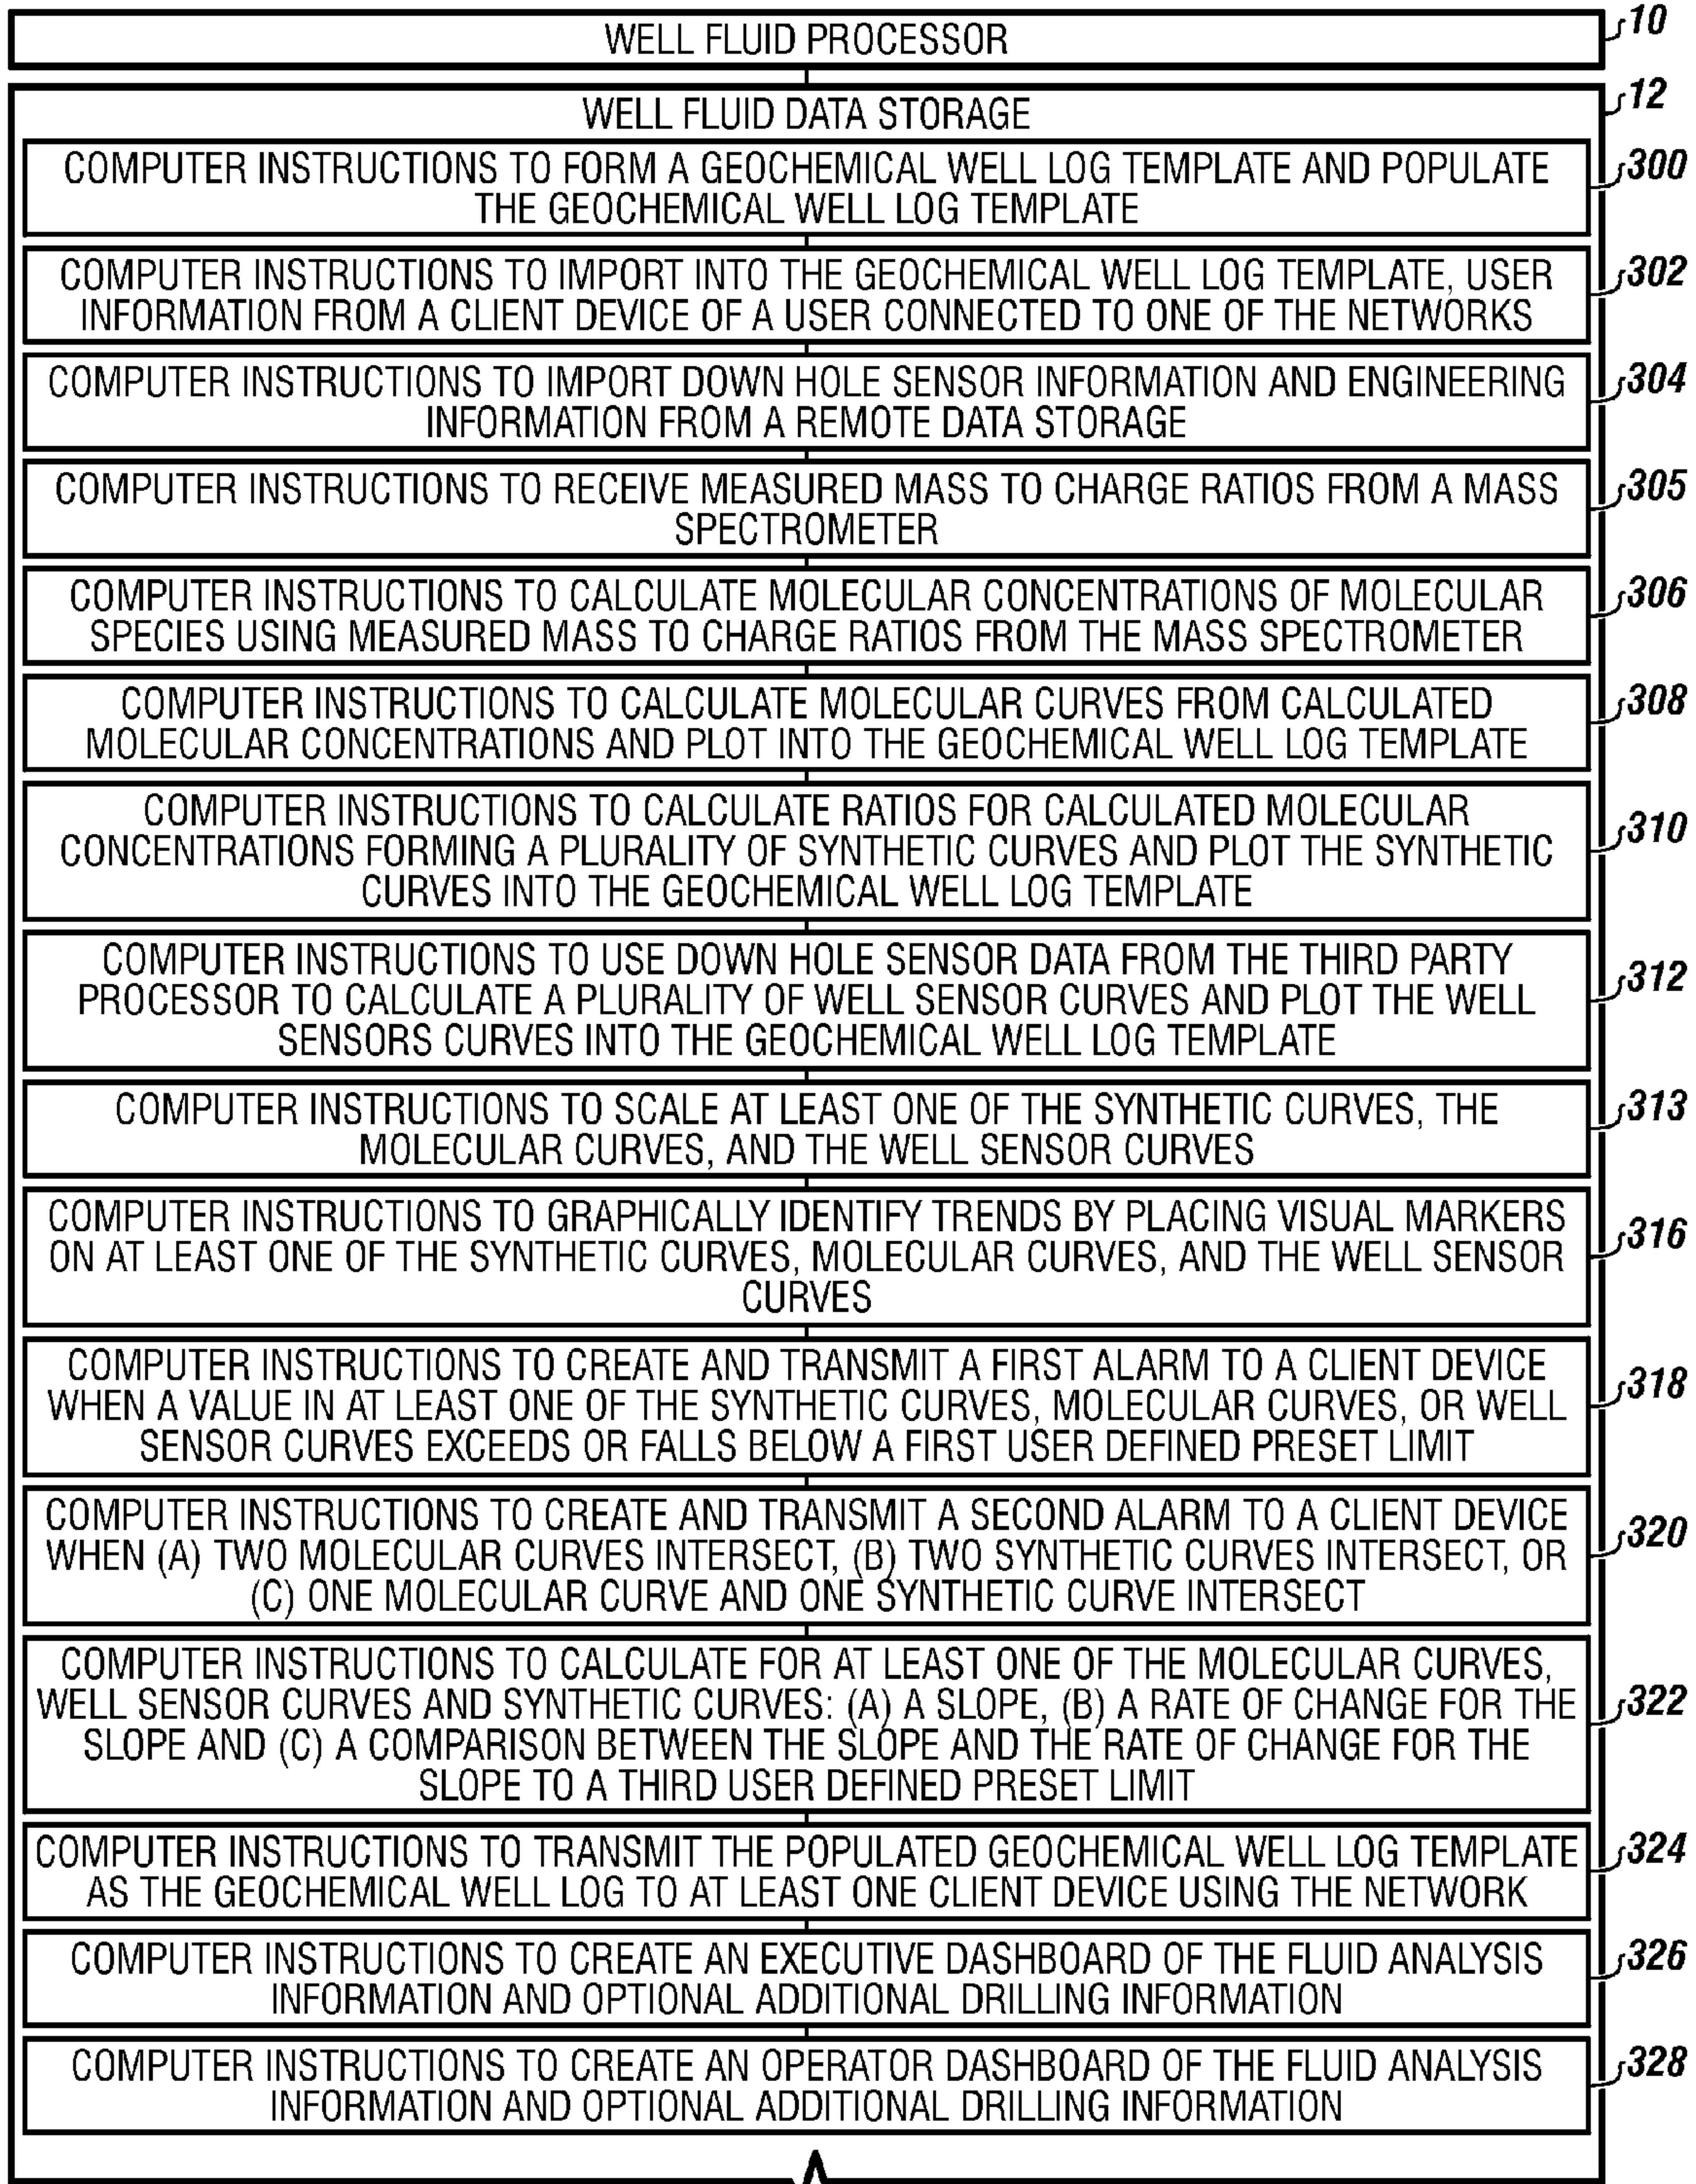 WELL FLUID PROCESSOR
10
WELL FLUID DATA STORAGE
12
COMPUTER INSTRUCTIONS TO FORM A GEOCHEMICAL WELL LOG TEMPLATE AND POPULATE
THE GEOCHEMICAL WELL LOG TEMPLATE
300
COMPUTER INSTRUCTIONS TO IMPORT INTO THE GEOCHEMICAL WELL LOG TEMPLATE, USER
INFORMATION FROM A CLIENT DEVICE OF A USER CONNECTED TO ONE OF THE NETWORKS
302
COMPUTER INSTRUCTIONS TO IMPORT DOWN HOLE SENSOR INFORMATION AND ENGINEERING
INFORMATION FROM A REMOTE DATA STORAGE
304
COMPUTER INSTRUCTIONS TO RECEIVE MEASURED MASS TO CHARGE RATIOS FROM A MASS
SPECTROMETER
305
COMPUTER INSTRUCTIONS TO CALCULATE MOLECULAR CONCENTRATIONS OF MOLECULAR
SPECIES USING MEASURED MASS TO CHARGE RATIOS FROM THE MASS SPECTROMETER
306
COMPUTER INSTRUCTIONS TO CALCULATE MOLECULAR CURVES FROM CALCULATED
MOLECULAR CONCENTRATIONS AND PLOT INTO THE GEOCHEMICAL WELL LOG TEMPLATE
308
COMPUTER INSTRUCTIONS TO CALCULATE RATIOS FOR CALCULATED MOLECULAR
CONCENTRATIONS FORMING A PLURALITY OF SYNTHETIC CURVES AND PLOT THE SYNTHETIC
CURVES INTO THE GEOCHEMICAL WELL LOG TEMPLATE
310
COMPUTER INSTRUCTIONS TO USE DOWN HOLE SENSOR DATA FROM THE THIRD PARTY
PROCESSOR TO CALCULATE A PLURALITY OF WELL SENSOR CURVES AND PLOT THE WELL
SENSORS CURVES INTO THE GEOCHEMICAL WELL LOG TEMPLATE
312
COMPUTER INSTRUCTIONS TO SCALE AT LEAST ONE OF THE SYNTHETIC CURVES, THE
MOLECULAR CURVES, AND THE WELL SENSOR CURVES
313
COMPUTER INSTRUCTIONS TO GRAPHICALLY IDENTIFY TRENDS BY PLACING VISUAL MARKERS
ON AT LEAST ONE OF THE SYNTHETIC CURVES, MOLECULAR CURVES, AND THE WELL SENSOR
CURVES
316
COMPUTER INSTRUCTIONS TO CREATE AND TRANSMIT A FIRST ALARM TO A CLIENT DEVICE
WHEN A VALUE IN AT LEAST ONE OF THE SYNTHETIC CURVES, MOLECULAR CURVES, OR WELL
SENSOR CURVES EXCEEDS OR FALLS BELOW A FIRST USER DEFINED PRESET LIMIT
318
COMPUTER INSTRUCTIONS TO CREATE AND TRANSMIT A SECOND ALARM TO A CLIENT DEVICE
WHEN (A) TWO MOLECULAR CURVES INTERSECT, (B) TWO SYNTHETIC CURVES INTERSECT, OR
(C) ONE MOLECULAR CURVE AND ONE SYNTHETIC CURVE INTERSECT
320
COMPUTER INSTRUCTIONS TO CALCULATE FOR AT LEAST ONE OF THE MOLECULAR CURVES,
WELL SENSOR CURVES AND SYNTHETIC CURVES: (A) A SLOPE, (B) A RATE OF CHANGE FOR THE
SLOPE AND (C) A COMPARISON BETWEEN THE SLOPE AND THE RATE OF CHANGE FOR THE
SLOPE TO A THIRD USER DEFINED PRESET LIMIT
322
COMPUTER INSTRUCTIONS TO TRANSMIT THE POPULATED GEOCHEMICAL WELL LOG TEMPLATE
AS THE GEOCHEMICAL WELL LOG TO AT LEAST ONE CLIENT DEVICE USING THE NETWORK
324
COMPUTER INSTRUCTIONS TO CREATE AN EXECUTIVE DASHBOARD OF THE FLUID ANALYSIS
INFORMATION AND OPTIONAL ADDITIONAL DRILLING INFORMATION
326
COMPUTER INSTRUCTIONS TO CREATE AN OPERATOR DASHBOARD OF THE FLUID ANALYSIS
INFORMATION AND OPTIONAL ADDITIONAL DRILLING INFORMATION
328